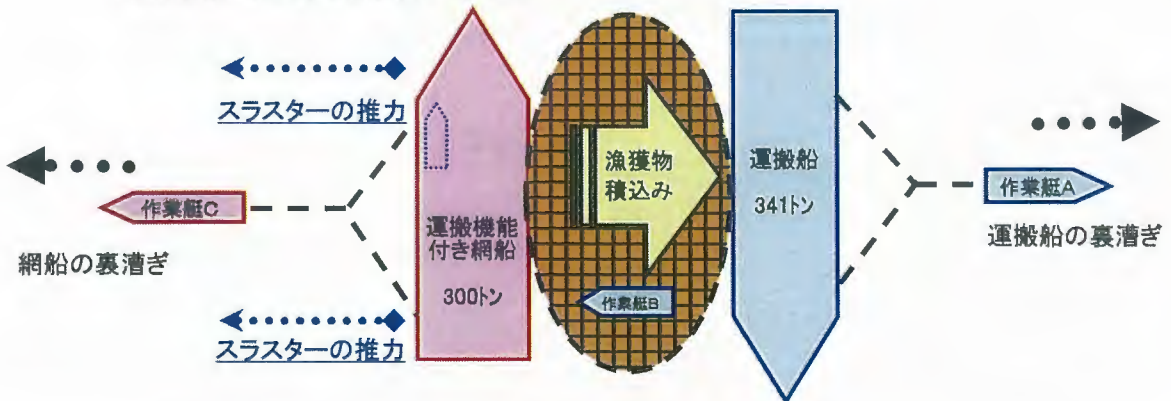 スラスターの推力
作業艇C
網船の裏漕ぎ
スラスターの推力
運搬機能
付き網船
300トン
漁獲物
積込み
作業艇B
運搬船
341トン
作業艇A
運搬船の裏漕ぎ